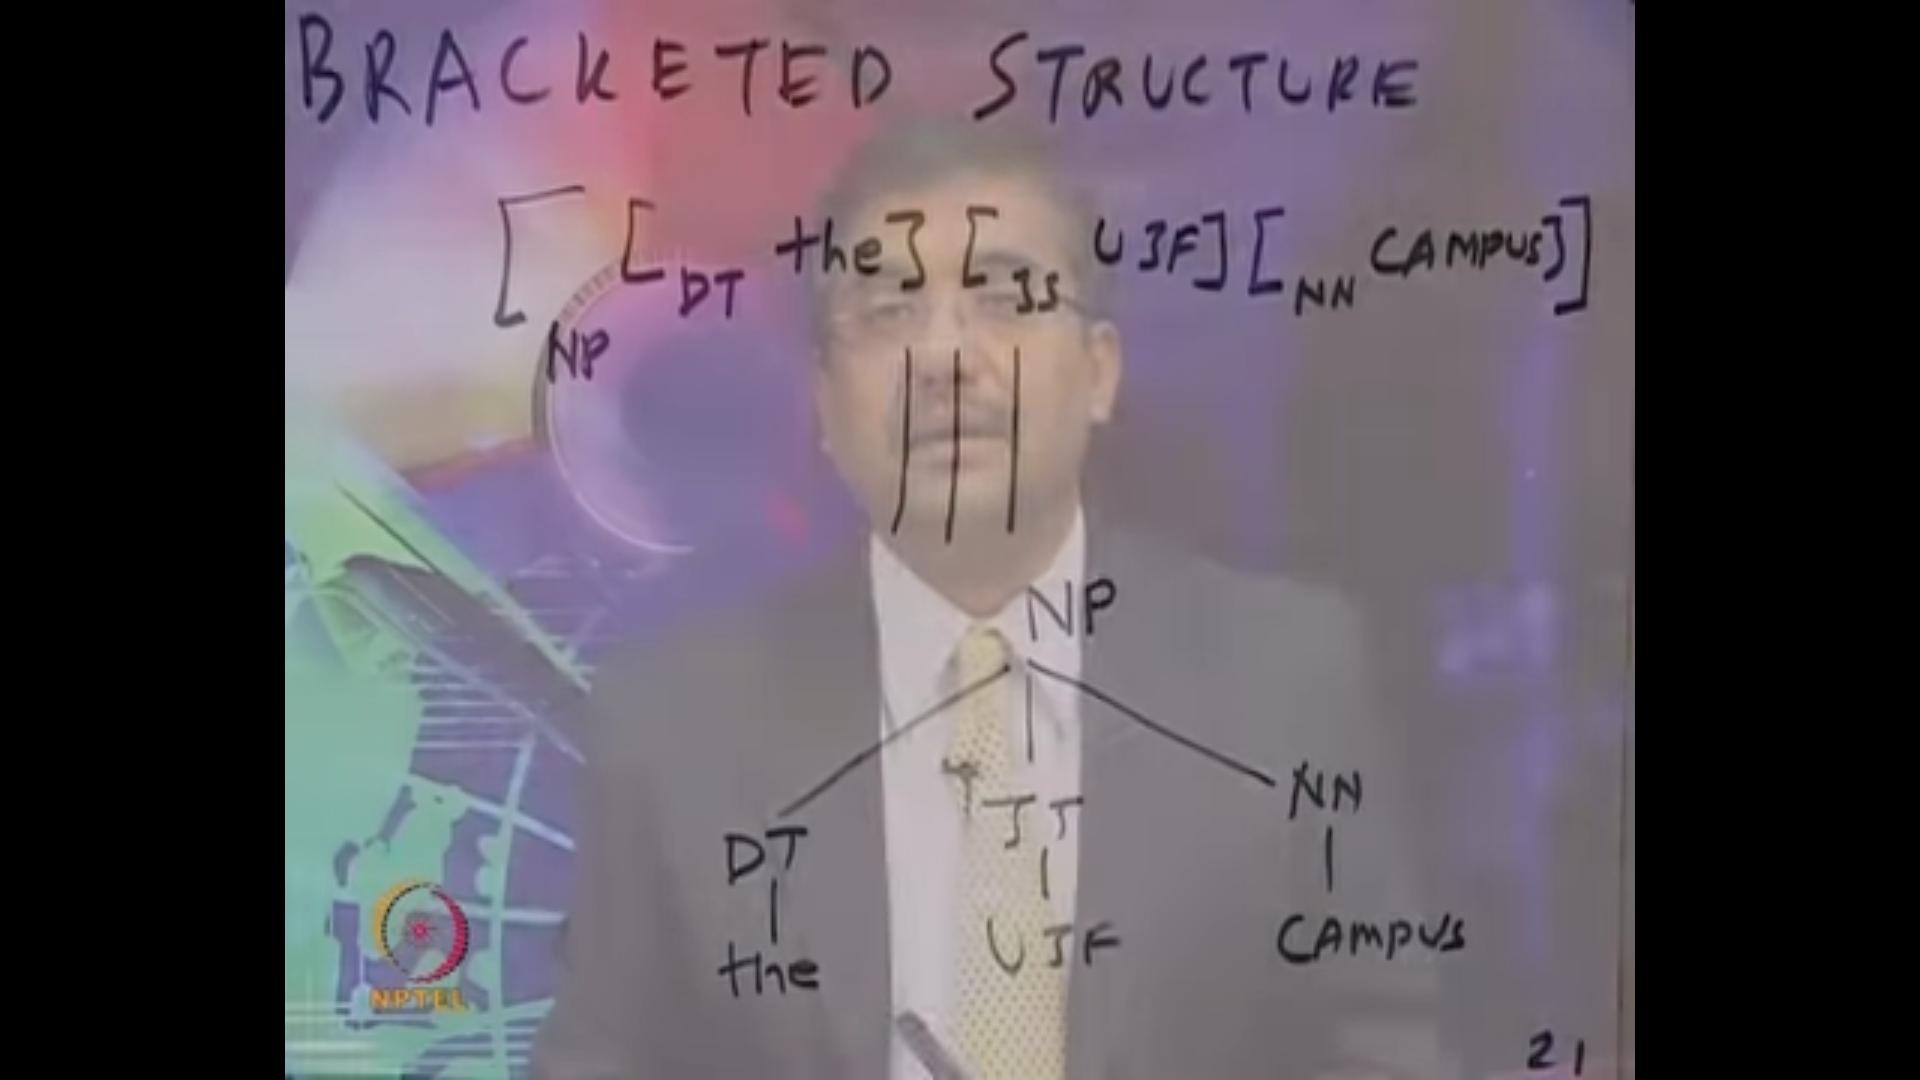 BRACKETED STRUCTURE
[NP [DT the] [JJ UJF] [NN CAMPUS]]
NP
DT JJ NN
the UJF CAMPUS
NPTEL
21